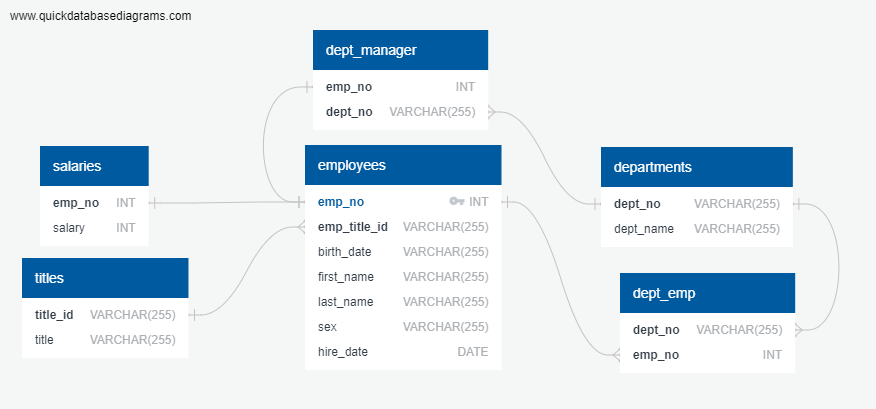 www.quickdatabasediagrams.com
dept_manager
emp_no INT
dept_no VARCHAR(255)
salaries
emp_no INT
salary INT
titles
title_id VARCHAR(255)
title VARCHAR(255)
employees
emp_no INT
emp_title_id VARCHAR(255)
birth_date VARCHAR(255)
first_name VARCHAR(255)
last_name VARCHAR(255)
sex VARCHAR(255)
hire_date DATE
departments
dept_no VARCHAR(255)
dept_name VARCHAR(255)
dept_emp
dept_no VARCHAR(255)
emp_no INT